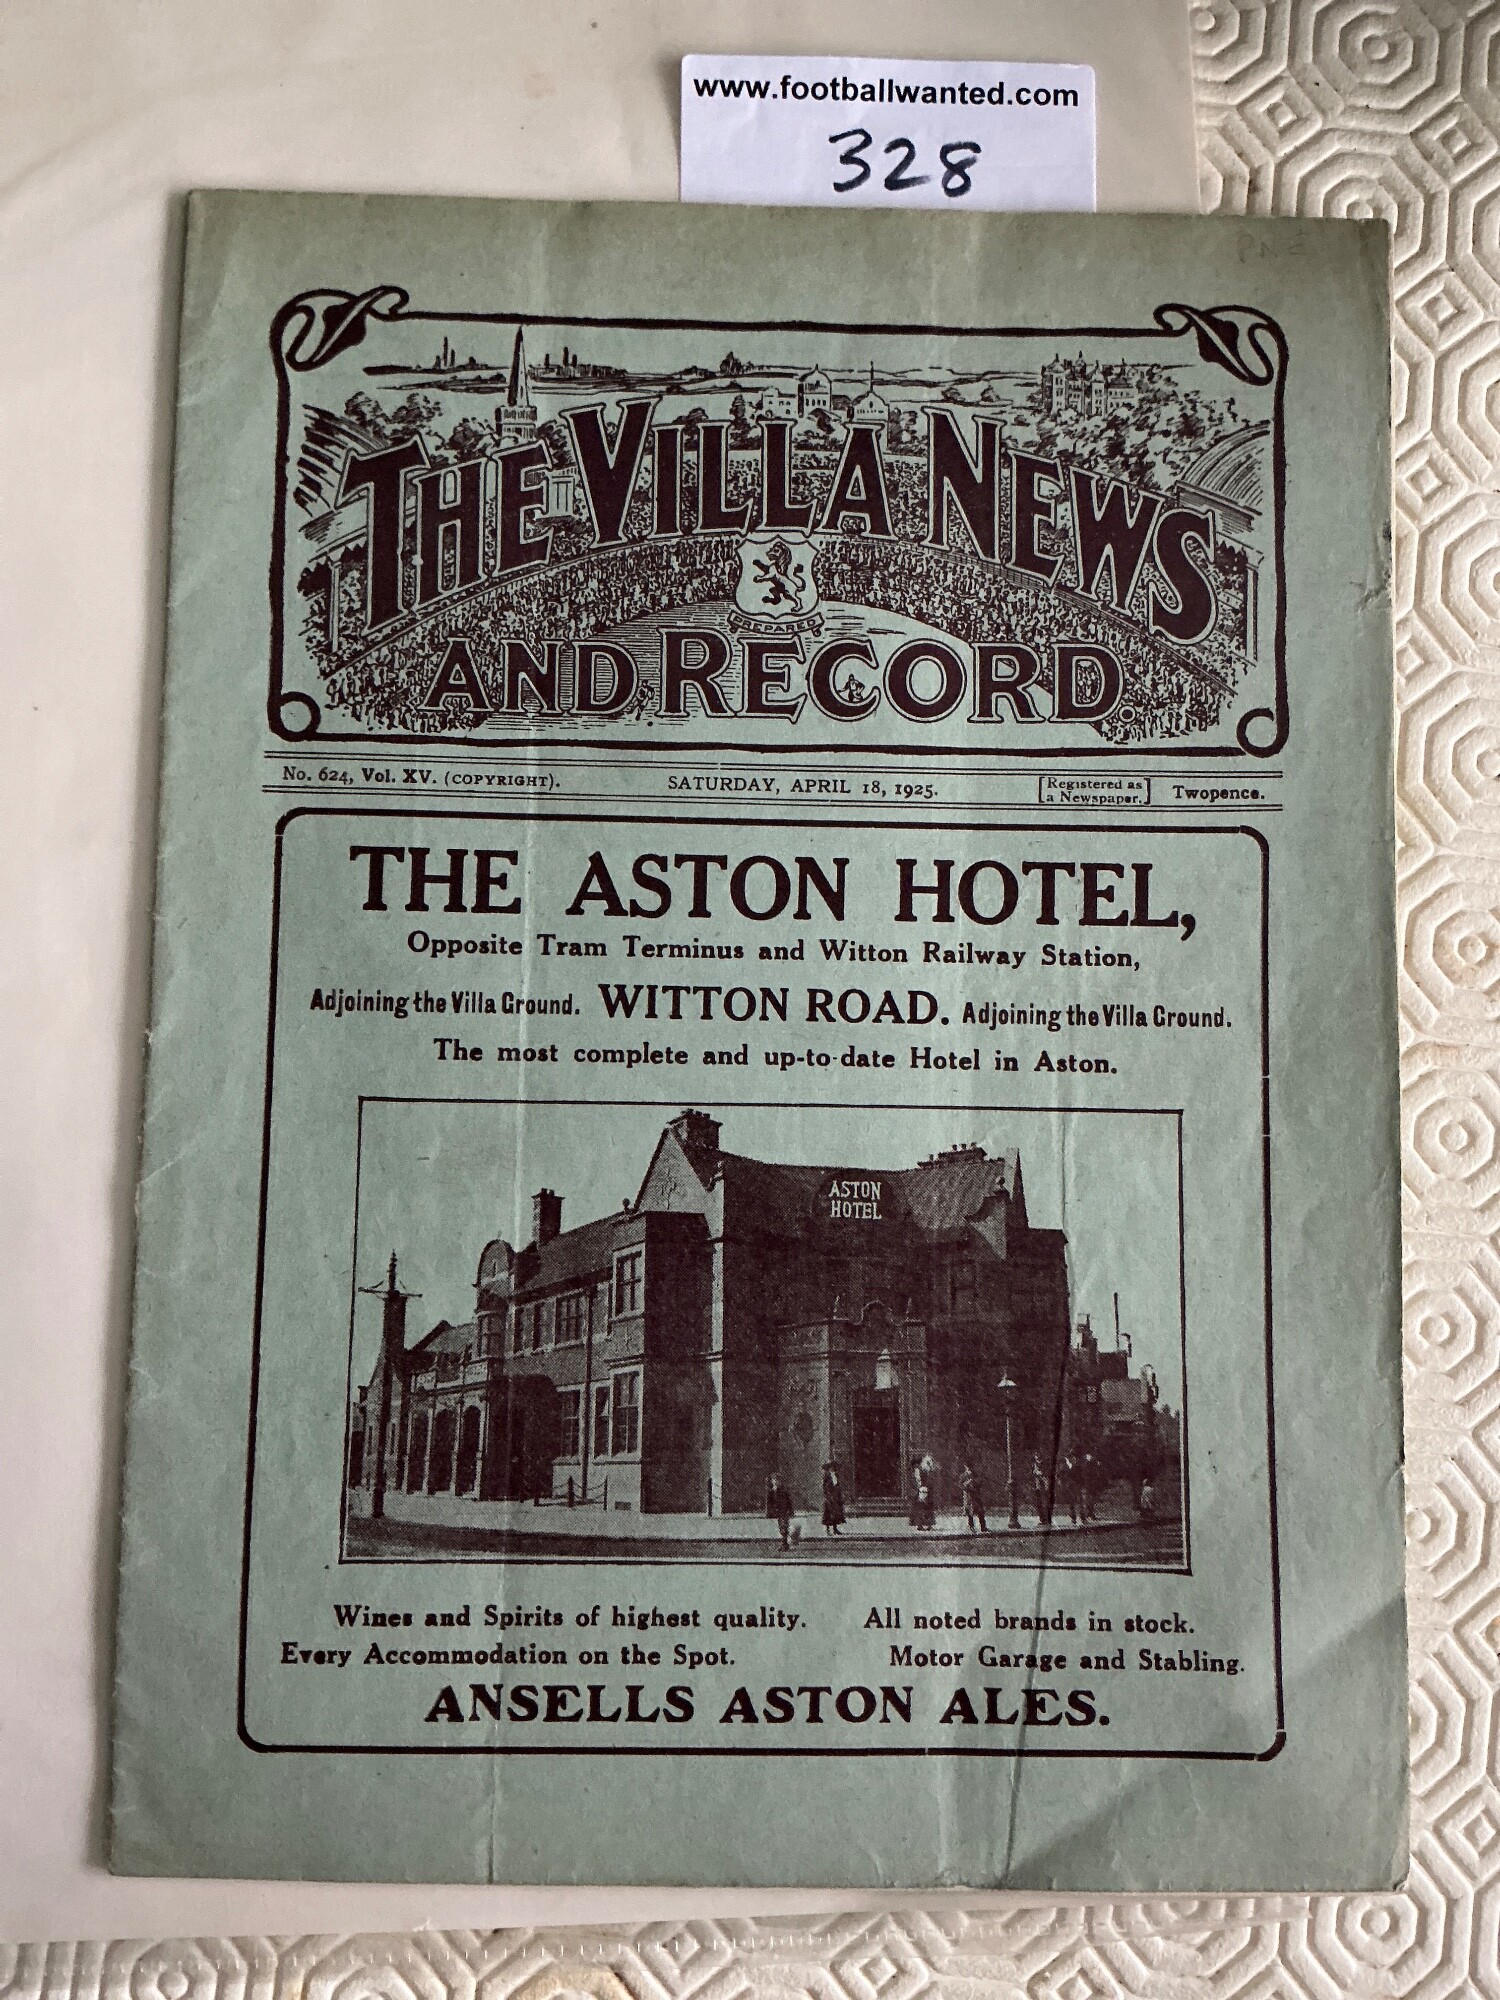 www.footballwanted.com
328
PNE
THE VILLA NEWS
PREPARED
AND RECORD.
No. 624, Vol. XV. (COPYRIGHT). SATURDAY, APRIL 18, 1925. [Registered as a Newspaper.] Twopence.
THE ASTON HOTEL,
Opposite Tram Terminus and Witton Railway Station,
Adjoining the Villa Ground. WITTON ROAD. Adjoining the Villa Ground.
The most complete and up-to-date Hotel in Aston.
ASTON
HOTEL
Wines and Spirits of highest quality. All noted brands in stock.
Every Accommodation on the Spot. Motor Garage and Stabling.
ANSELLS ASTON ALES.